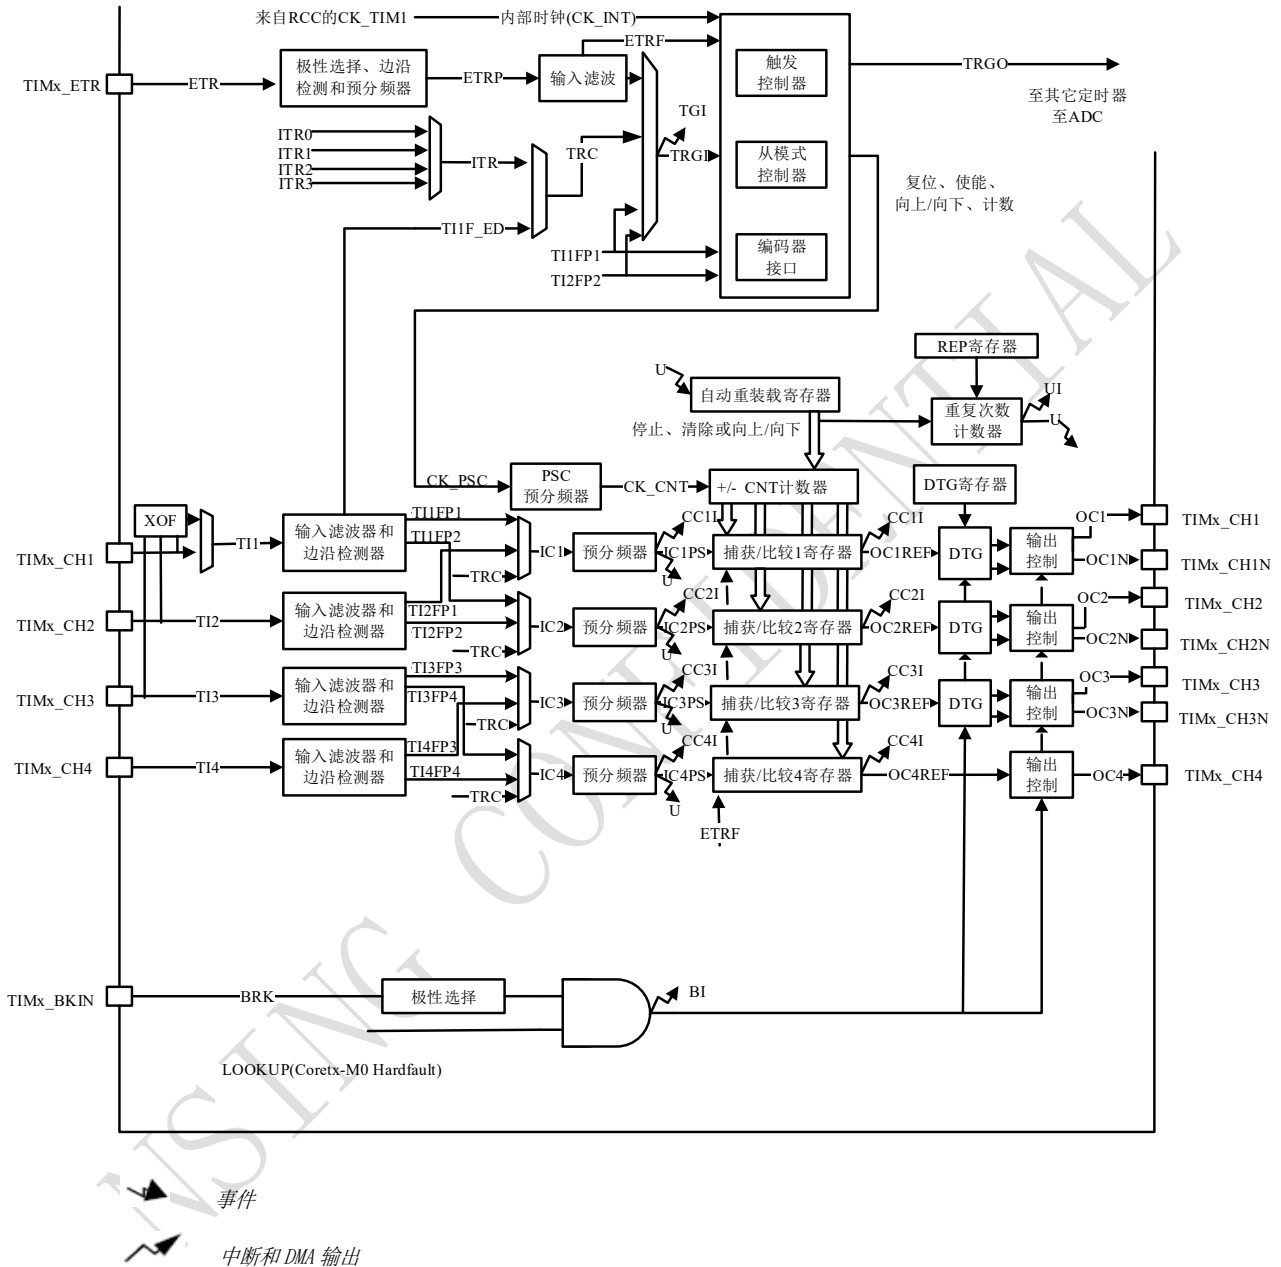 来自RCC的CK_TIM1
内部时钟(CK_INT)
ETRF
TIMx_ETR
ETR
极性选择、边沿
检测和预分频器
ETRP
输入滤波
触发
控制器
TRGO
至其它定时器
至ADC
TGI
ITR0
ITR1
ITR2
ITR3
ITR
TRC
TRGI
从模式
控制器
复位、使能、
向上/向下、计数
TI1F_ED
TI1FP1
TI2FP2
编码器
接口
REP寄存器
U
自动重装载寄存器
UI
重复次数
计数器
U
停止、清除或向上/向下
CK_PSC
PSC
预分频器
CK_CNT
+/- CNT计数器
DTG寄存器
XOF
TI1
TIMx_CH1
输入滤波器和
边沿检测器
TI1FP1
TI1FP2
TRC
IC1
预分频器
CC1I
U
IC1PS
捕获/比较1寄存器
CC1I
OC1REF
DTG
输出
控制
OC1
TIMx_CH1
OC1N
TIMx_CH1N
TIMx_CH2
TI2
输入滤波器和
边沿检测器
TI2FP1
TI2FP2
TRC
IC2
预分频器
CC2I
U
IC2PS
捕获/比较2寄存器
CC2I
OC2REF
DTG
输出
控制
OC2
TIMx_CH2
OC2N
TIMx_CH2N
TIMx_CH3
TI3
输入滤波器和
边沿检测器
TI3FP3
TI3FP4
TRC
IC3
预分频器
CC3I
U
IC3PS
捕获/比较3寄存器
CC3I
OC3REF
DTG
输出
控制
OC3
TIMx_CH3
OC3N
TIMx_CH3N
TIMx_CH4
TI4
输入滤波器和
边沿检测器
TI4FP3
TI4FP4
TRC
IC4
预分频器
CC4I
U
IC4PS
捕获/比较4寄存器
CC4I
OC4REF
输出
控制
OC4
TIMx_CH4
ETRF
TIMx_BKIN
BRK
极性选择
BI
LOOKUP(Coretx-M0 Hardfault)
事件
中断和 DMA 输出
NSING CONFIDENTIAL